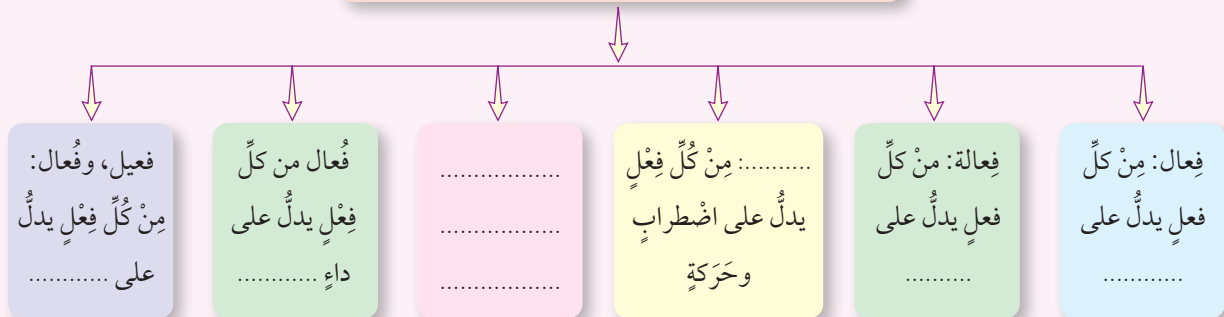 فِعال: مِنْ كلِّ
فعلٍ يدلُّ على
............
فِعالة: منْ كلِّ
فعلٍ يدلُّ على
..........
..........: مِنْ كُلِّ فِعْلٍ
يدلُّ على اضْطرابٍ
وحَرَكةٍ
..................
..................
..................
فُعال من كلِّ
فِعْلٍ يدلُّ على
داءٍ ............
فعيل، وفُعال:
مِنْ كُلِّ فِعْلٍ يدلُّ
على ............